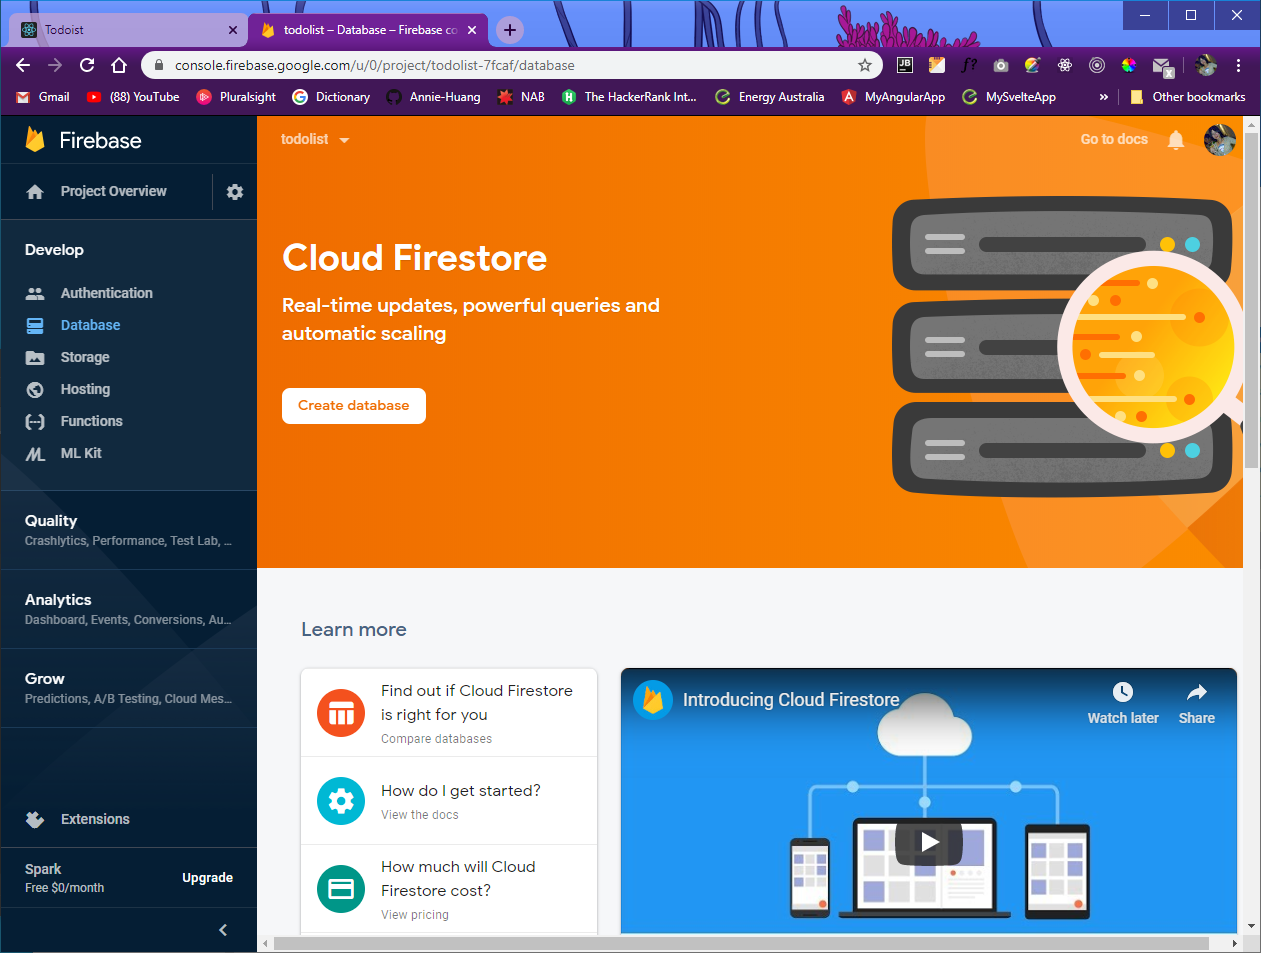 Todoist
todolist – Database – Firebase co
console.firebase.google.com/u/0/project/todolist-7fcaf/database
JB
f?
Gmail
(88) YouTube
Pluralsight
Dictionary
Annie-Huang
NAB
The HackerRank Int...
Energy Australia
MyAngularApp
MySvelteApp
»
Other bookmarks
Firebase
Project Overview
Develop
Authentication
Database
Storage
Hosting
Functions
ML Kit
Quality
Crashlytics, Performance, Test Lab, ...
Analytics
Dashboard, Events, Conversions, Au...
Grow
Predictions, A/B Testing, Cloud Mes...
Extensions
Spark
Free $0/month
Upgrade
todolist
Go to docs
Cloud Firestore
Real-time updates, powerful queries and
automatic scaling
Create database
Learn more
Find out if Cloud Firestore
is right for you
Compare databases
How do I get started?
View the docs
How much will Cloud
Firestore cost?
View pricing
Introducing Cloud Firestore
Watch later
Share